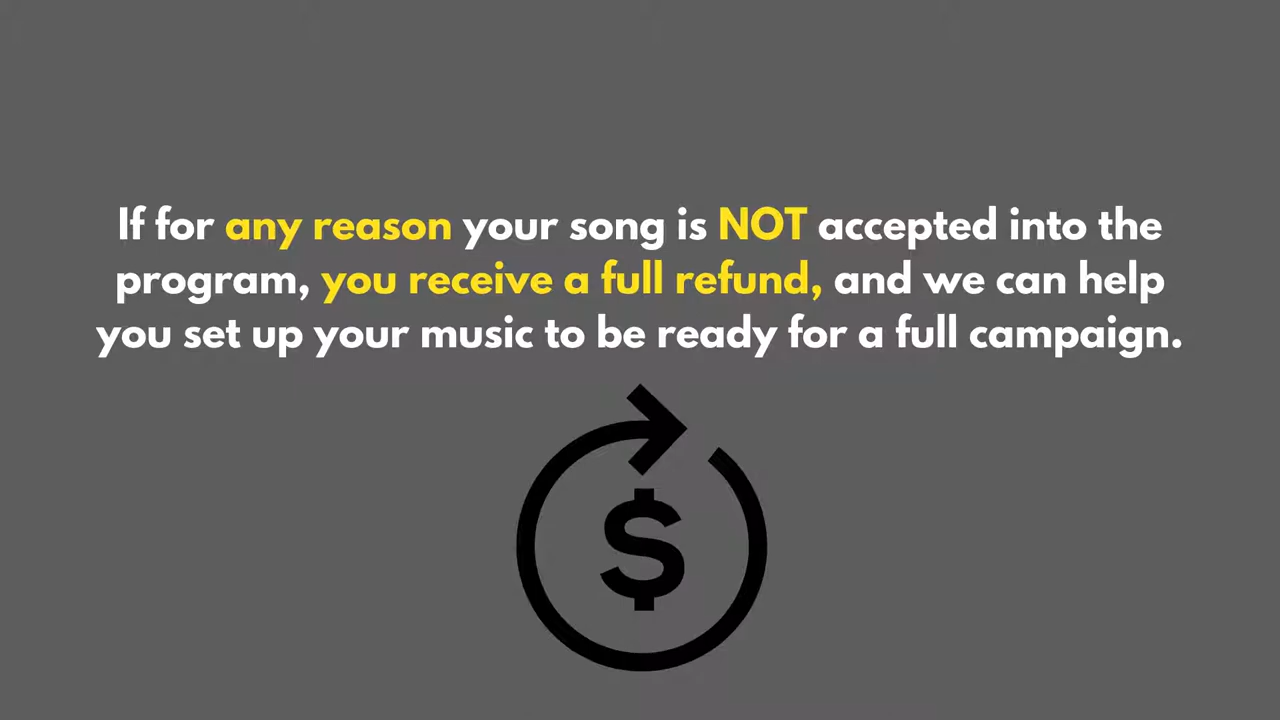 If for any reason your song is NOT accepted into the
program, you receive a full refund, and we can help
you set up your music to be ready for a full campaign.
$